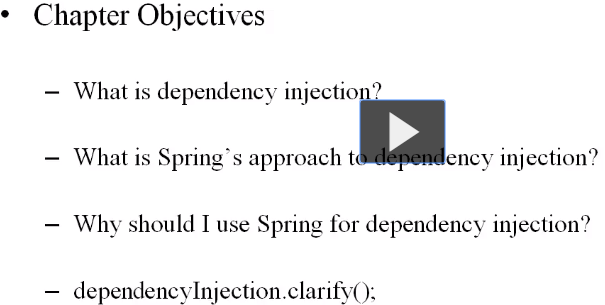 • Chapter Objectives
– What is dependency injection?
– What is Spring's approach to dependency injection?
– Why should I use Spring for dependency injection?
– dependencyInjection.clarify();